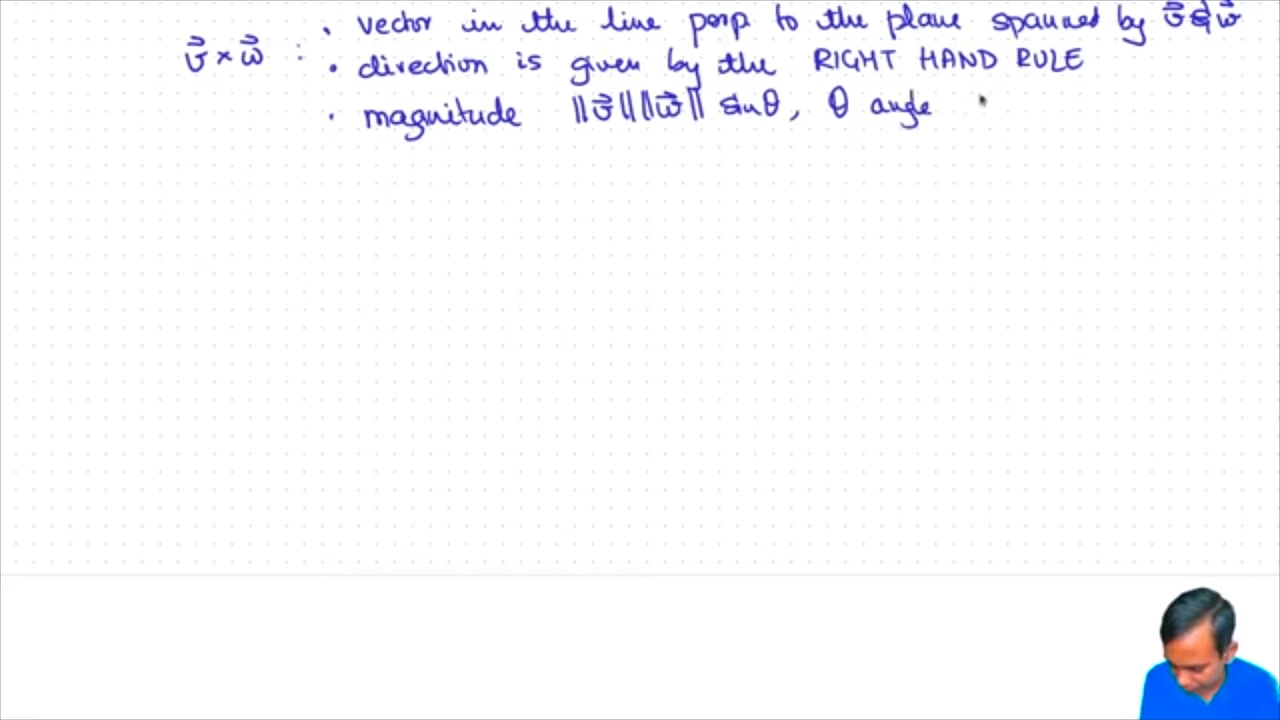 • vector in the line perp to the plane spanned by v⃗ & w⃗
v⃗ × w⃗ : • direction is given by the RIGHT HAND RULE
• magnitude ‖v⃗‖‖w⃗‖ sinθ, θ angle